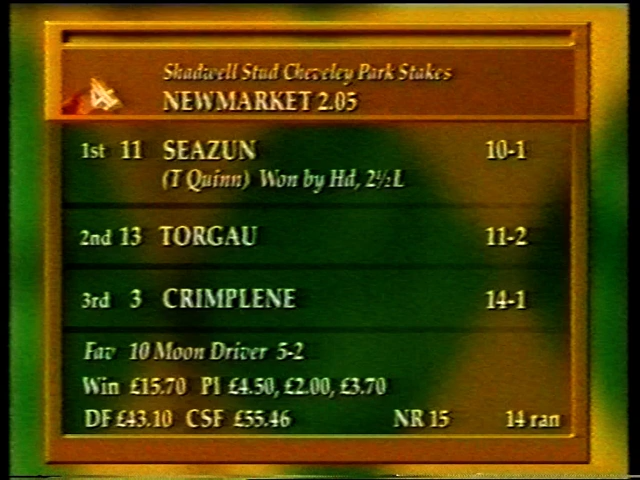 Shadwell Stud Cheveley Park Stakes
NEWMARKET 2.05
1st 11 SEAZUN 10-1
(T Quinn) Won by Hd, 2½L
2nd 13 TORGAU 11-2
3rd 3 CRIMPLENE 14-1
Fav 10 Moon Driver 5-2
Win £15.70 Pl £4.50, £2.00, £3.70
DF £43.10 CSF £55.46 NR 15 14 ran